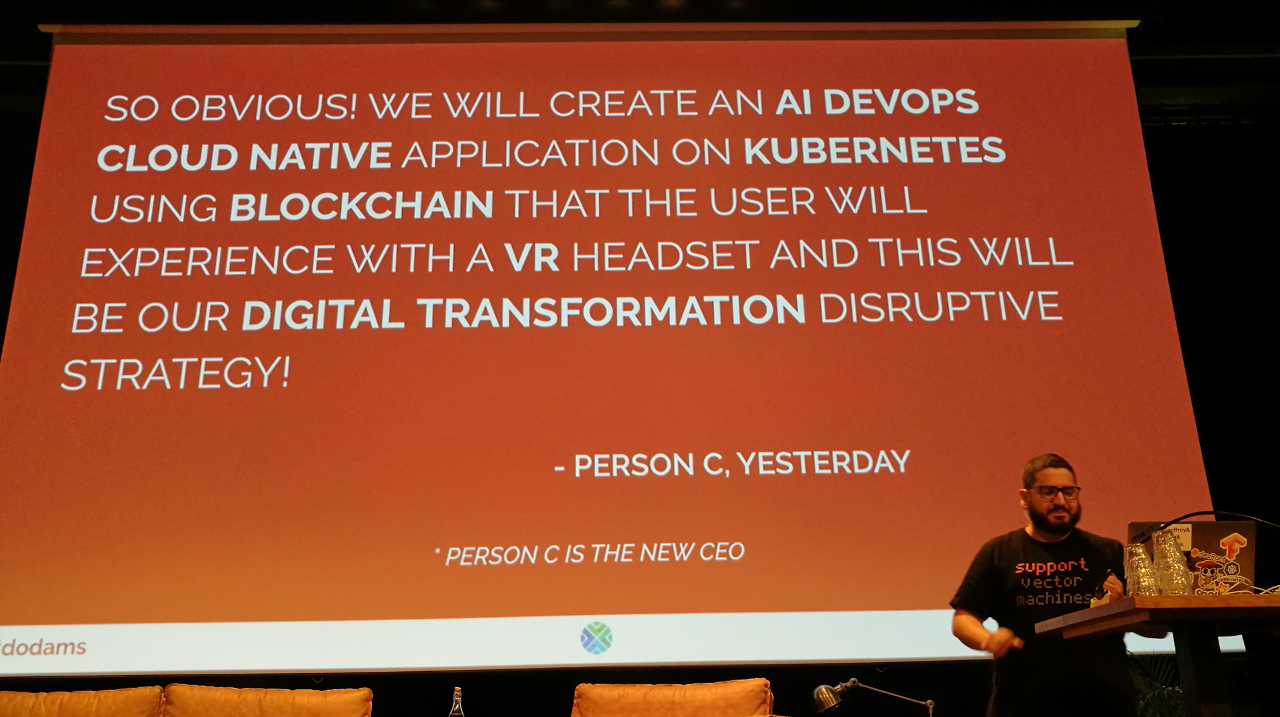 SO OBVIOUS! WE WILL CREATE AN AI DEVOPS
CLOUD NATIVE APPLICATION ON KUBERNETES
USING BLOCKCHAIN THAT THE USER WILL
EXPERIENCE WITH A VR HEADSET AND THIS WILL
BE OUR DIGITAL TRANSFORMATION DISRUPTIVE
STRATEGY!
- PERSON C, YESTERDAY
* PERSON C IS THE NEW CEO
dodams
support
vector
machines